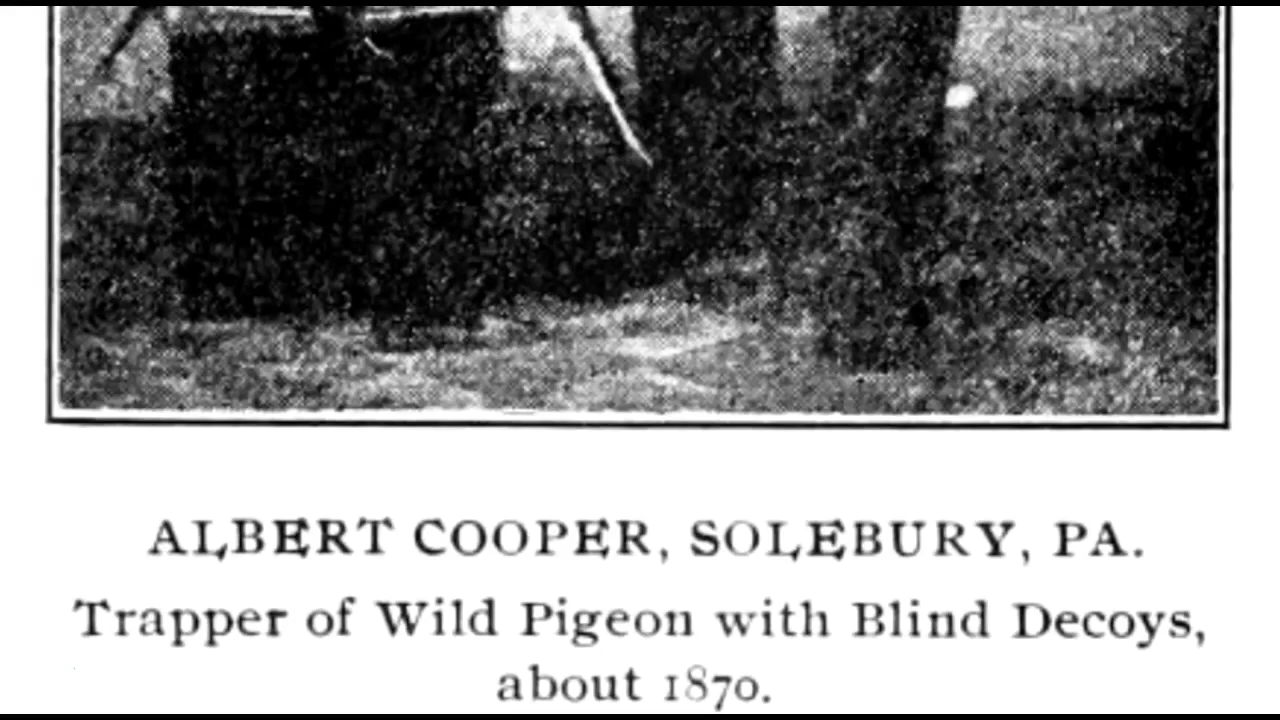 ALBERT COOPER, SOLEBURY, PA.
Trapper of Wild Pigeon with Blind Decoys,
about 1870.